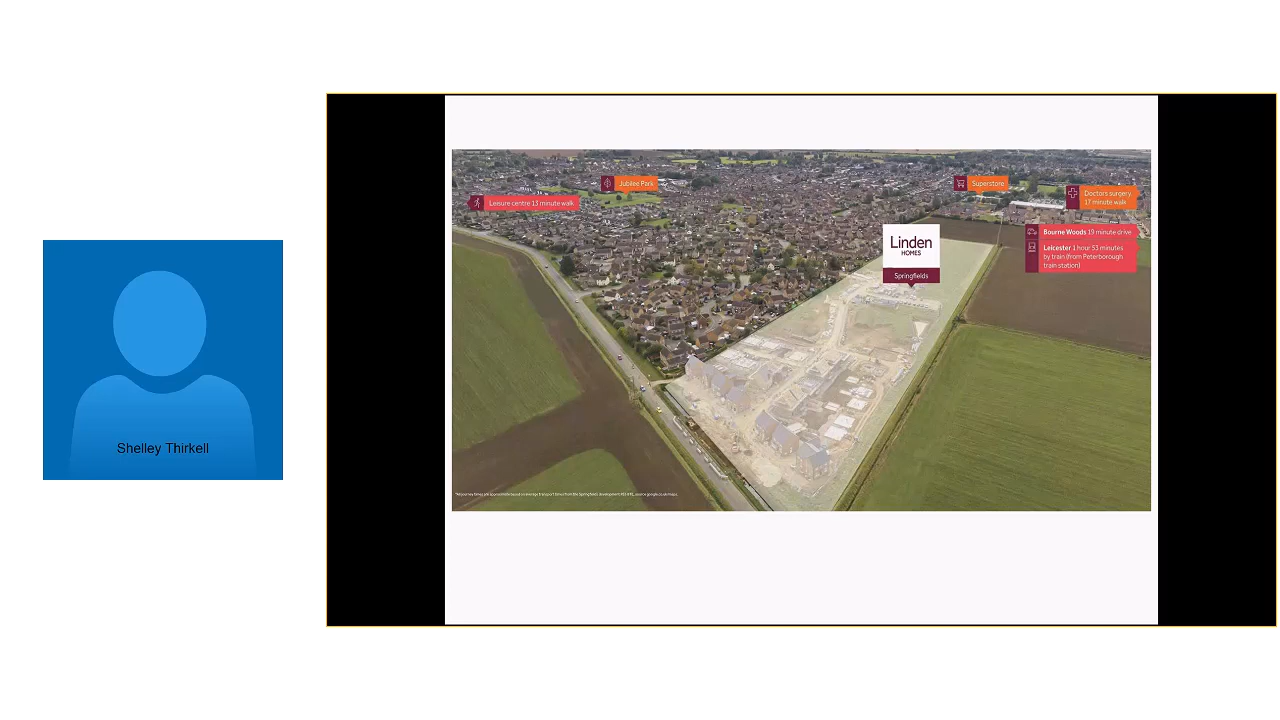 Jubilee Park
Superstore
Doctors surgery
17 minute walk
Leisure centre 13 minute walk
Bourne Woods 19 minute drive
Linden
HOMES
Leicester 1 hour 53 minutes
by train (from Peterborough
train station)
Springfields
Shelley Thirkell